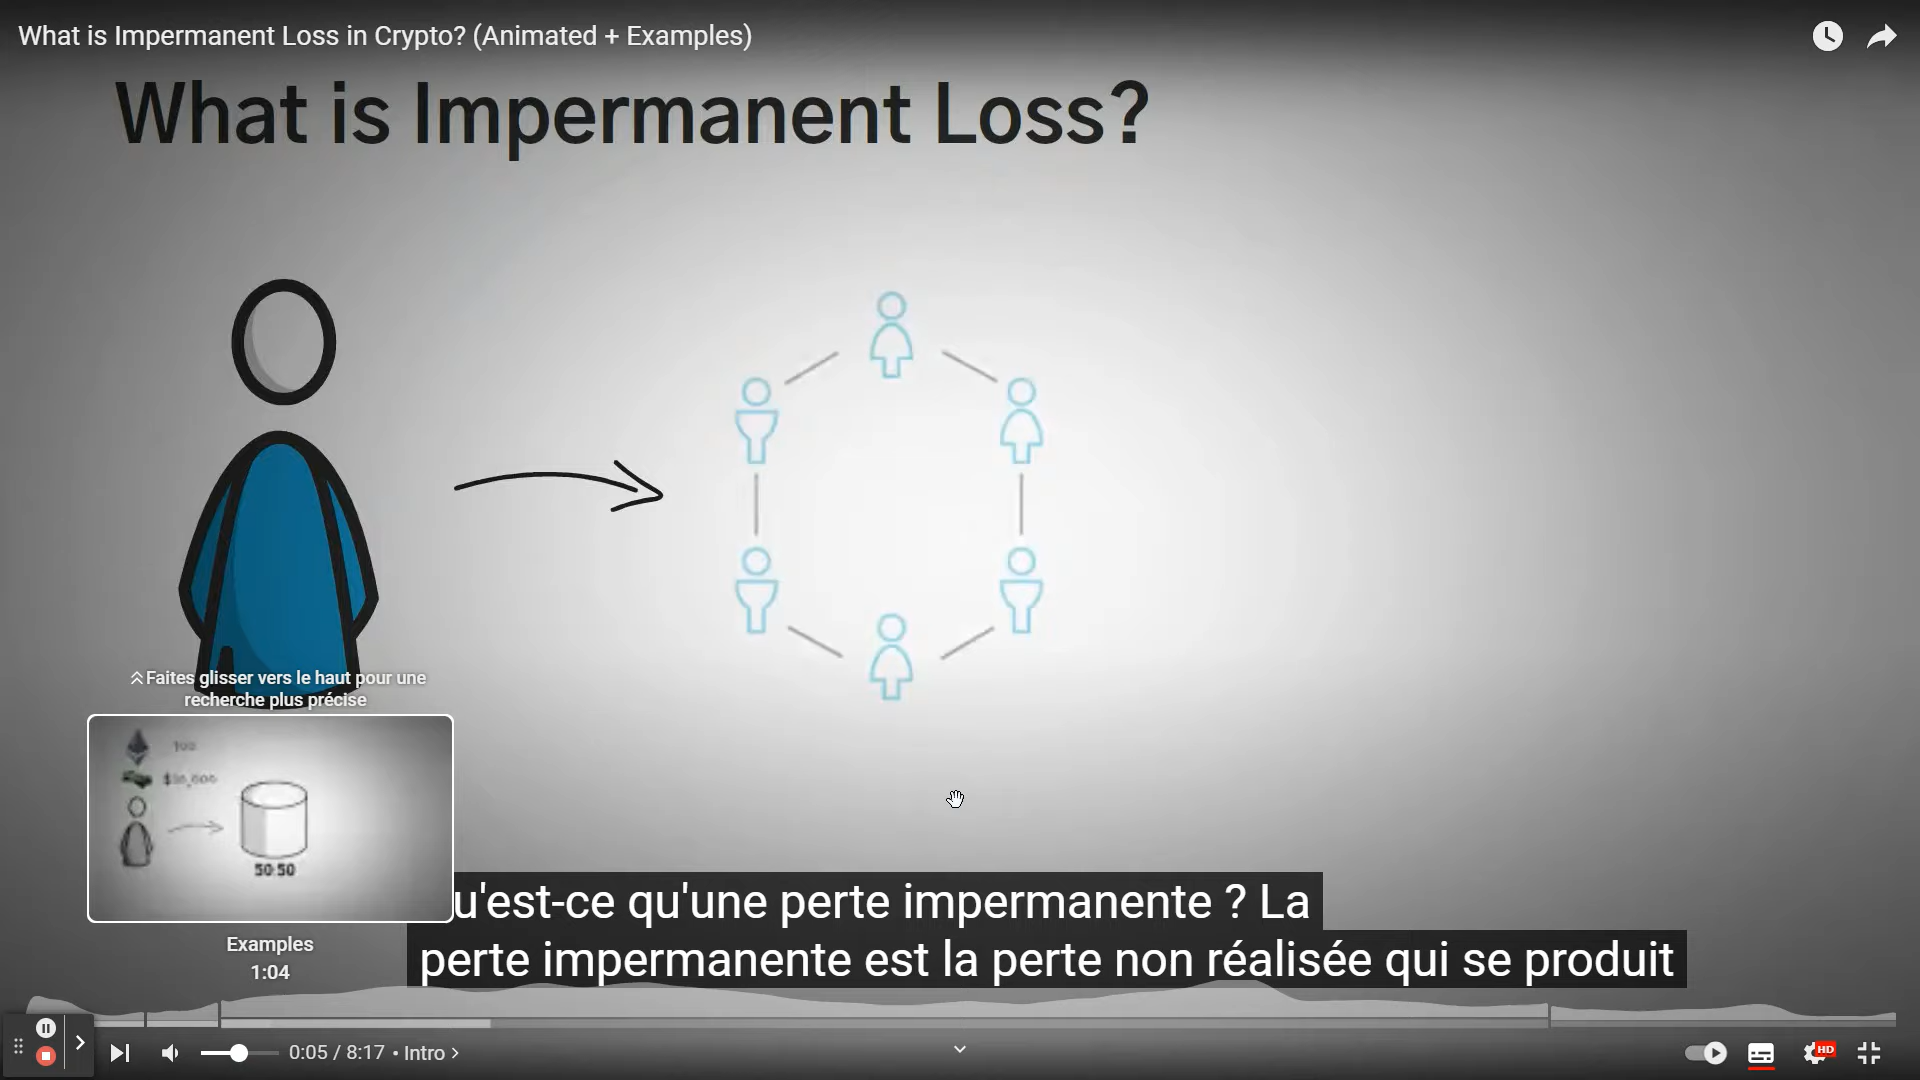 What is Impermanent Loss in Crypto? (Animated + Examples)
What is Impermanent Loss?
Faites glisser vers le haut pour une
recherche plus précise
50:50
u'est-ce qu'une perte impermanente ? La
perte impermanente est la perte non réalisée qui se produit
Examples
1:04
0:05 / 8:17 • Intro
HD